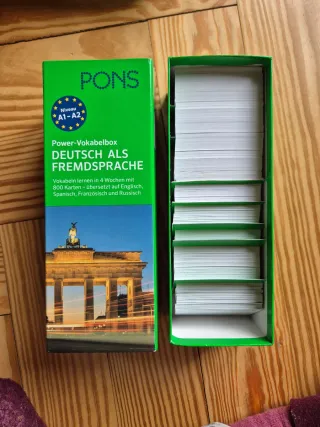 PONS
Niveau
A1–A2
Power-Vokabelbox
DEUTSCH ALS
FREMDSPRACHE
Vokabeln lernen in 4 Wochen mit
800 Karten – übersetzt auf Englisch,
Spanisch, Französisch und Russisch